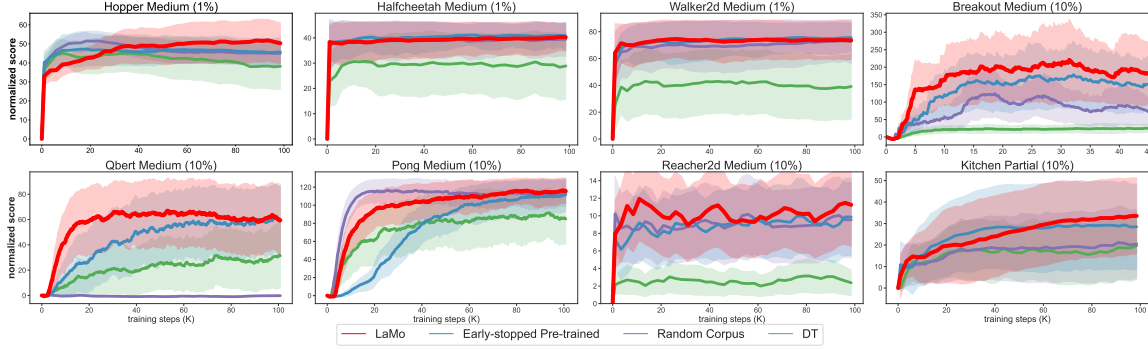 Hopper Medium (1%) Halfcheetah Medium (1%) Walker2d Medium (1%) Breakout Medium (10%)
normalized score
60 50 40 30 20 10 0
0 20 40 60 80 100
50 40 30 20 10 0
0 20 40 60 80 100
80 60 40 20 0
0 20 40 60 80 100
350 300 250 200 150 100 50 0
0 5 10 15 20 25 30 35 40 45
Qbert Medium (10%) Pong Medium (10%) Reacher2d Medium (10%) Kitchen Partial (10%)
normalized score
80 60 40 20 0
0 20 40 60 80 100
120 100 80 60 40 20 0
0 20 40 60 80 100
14 12 10 8 6 4 2 0
0 20 40 60 80 100
50 40 30 20 10 0
0 20 40 60 80 100
training steps (K) training steps (K) training steps (K) training steps (K)
LaMo Early-stopped Pre-trained Random Corpus DT